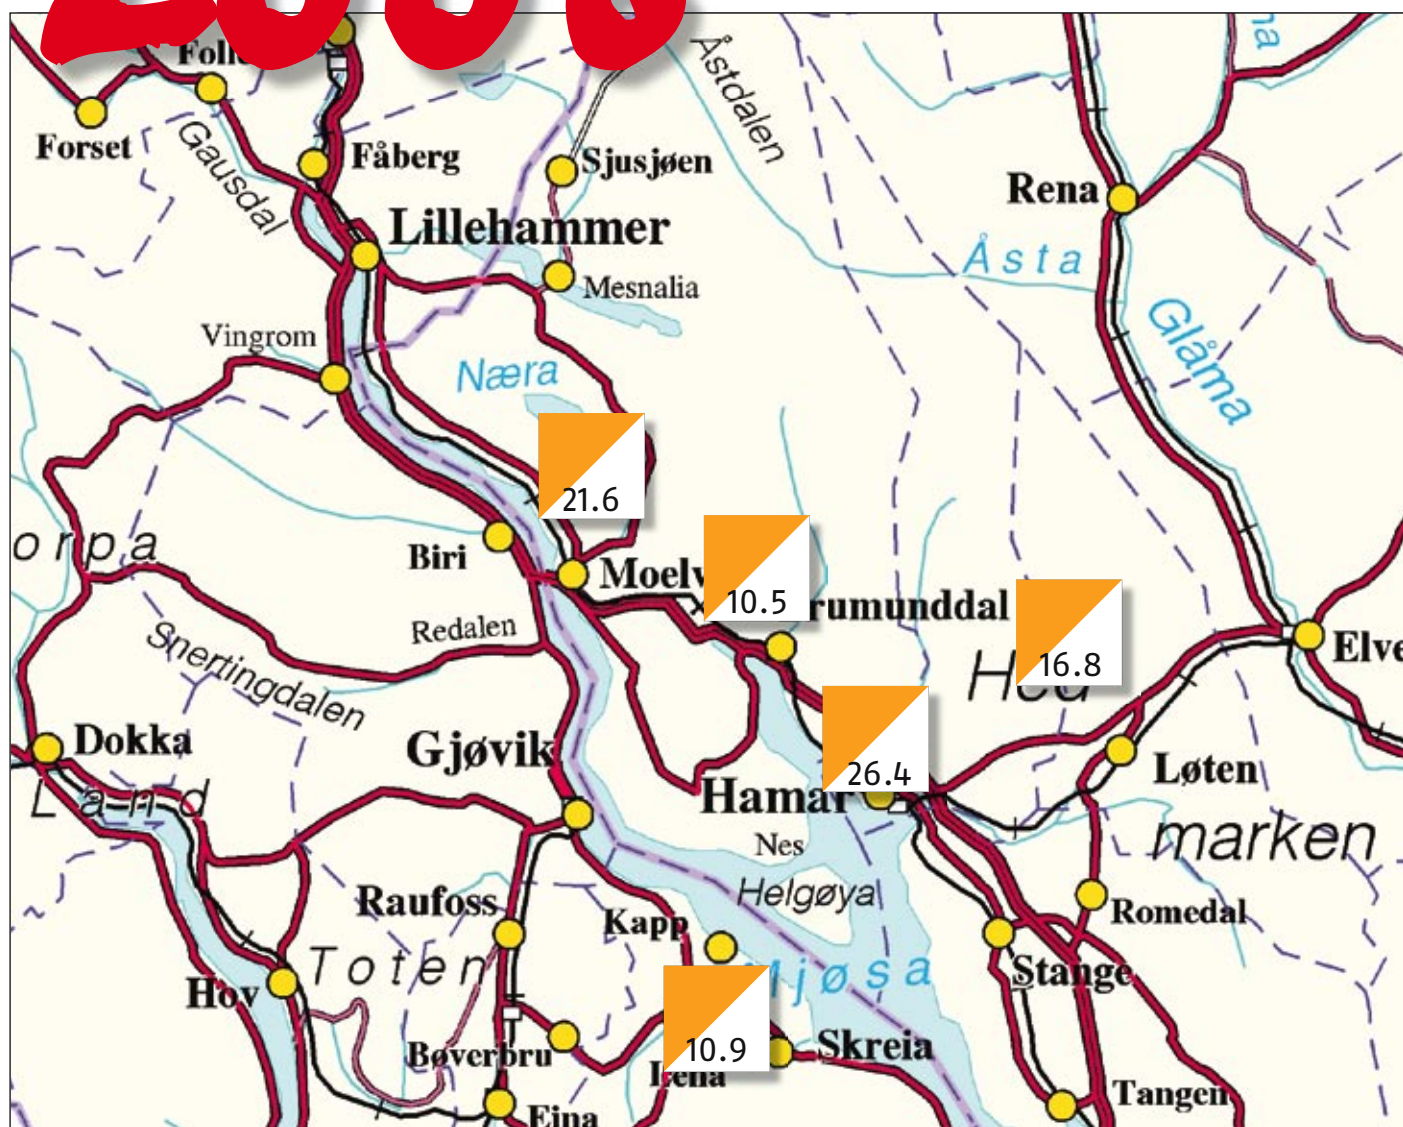 Åstdalen
Forset
Gausdal
Fåberg
Sjusjøen
Rena
Lillehammer
Åsta
Mesnalia
Vingrom
Glåma
Næra
21.6
orpa
Biri
Moelv
10.5
rumunddal
Redalen
Snertingdalen
16.8
Elve
Dokka
Gjøvik
26.4
Løten
Land
Hamar
marken
Nes
Helgøya
Raufoss
Kapp
Romedal
Toten
Mjøsa
Stange
Hov
Bøverbru
10.9
Skreia
Lena
Tangen
Eina